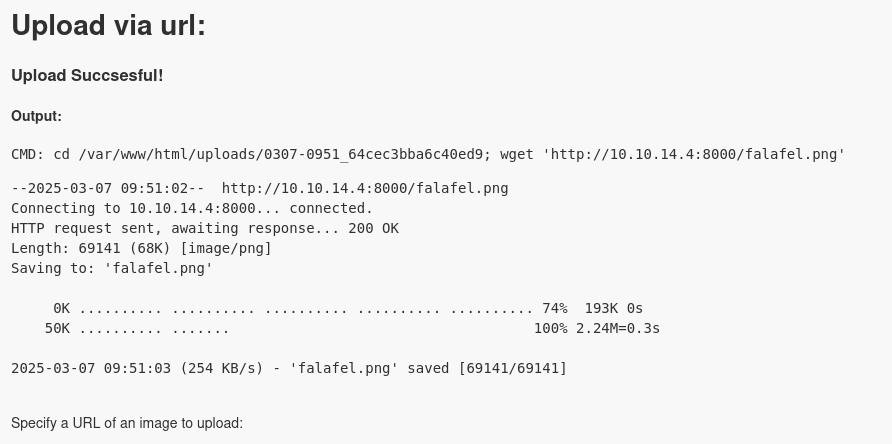 Upload via url:
Upload Succsesful!
Output:
CMD: cd /var/www/html/uploads/0307-0951_64cec3bba6c40ed9; wget 'http://10.10.14.4:8000/falafel.png'
--2025-03-07 09:51:02--  http://10.10.14.4:8000/falafel.png
Connecting to 10.10.14.4:8000... connected.
HTTP request sent, awaiting response... 200 OK
Length: 69141 (68K) [image/png]
Saving to: 'falafel.png'
     0K .......... .......... .......... .......... .......... 74%  193K 0s
    50K .......... .......                                    100% 2.24M=0.3s
2025-03-07 09:51:03 (254 KB/s) - 'falafel.png' saved [69141/69141]
Specify a URL of an image to upload: